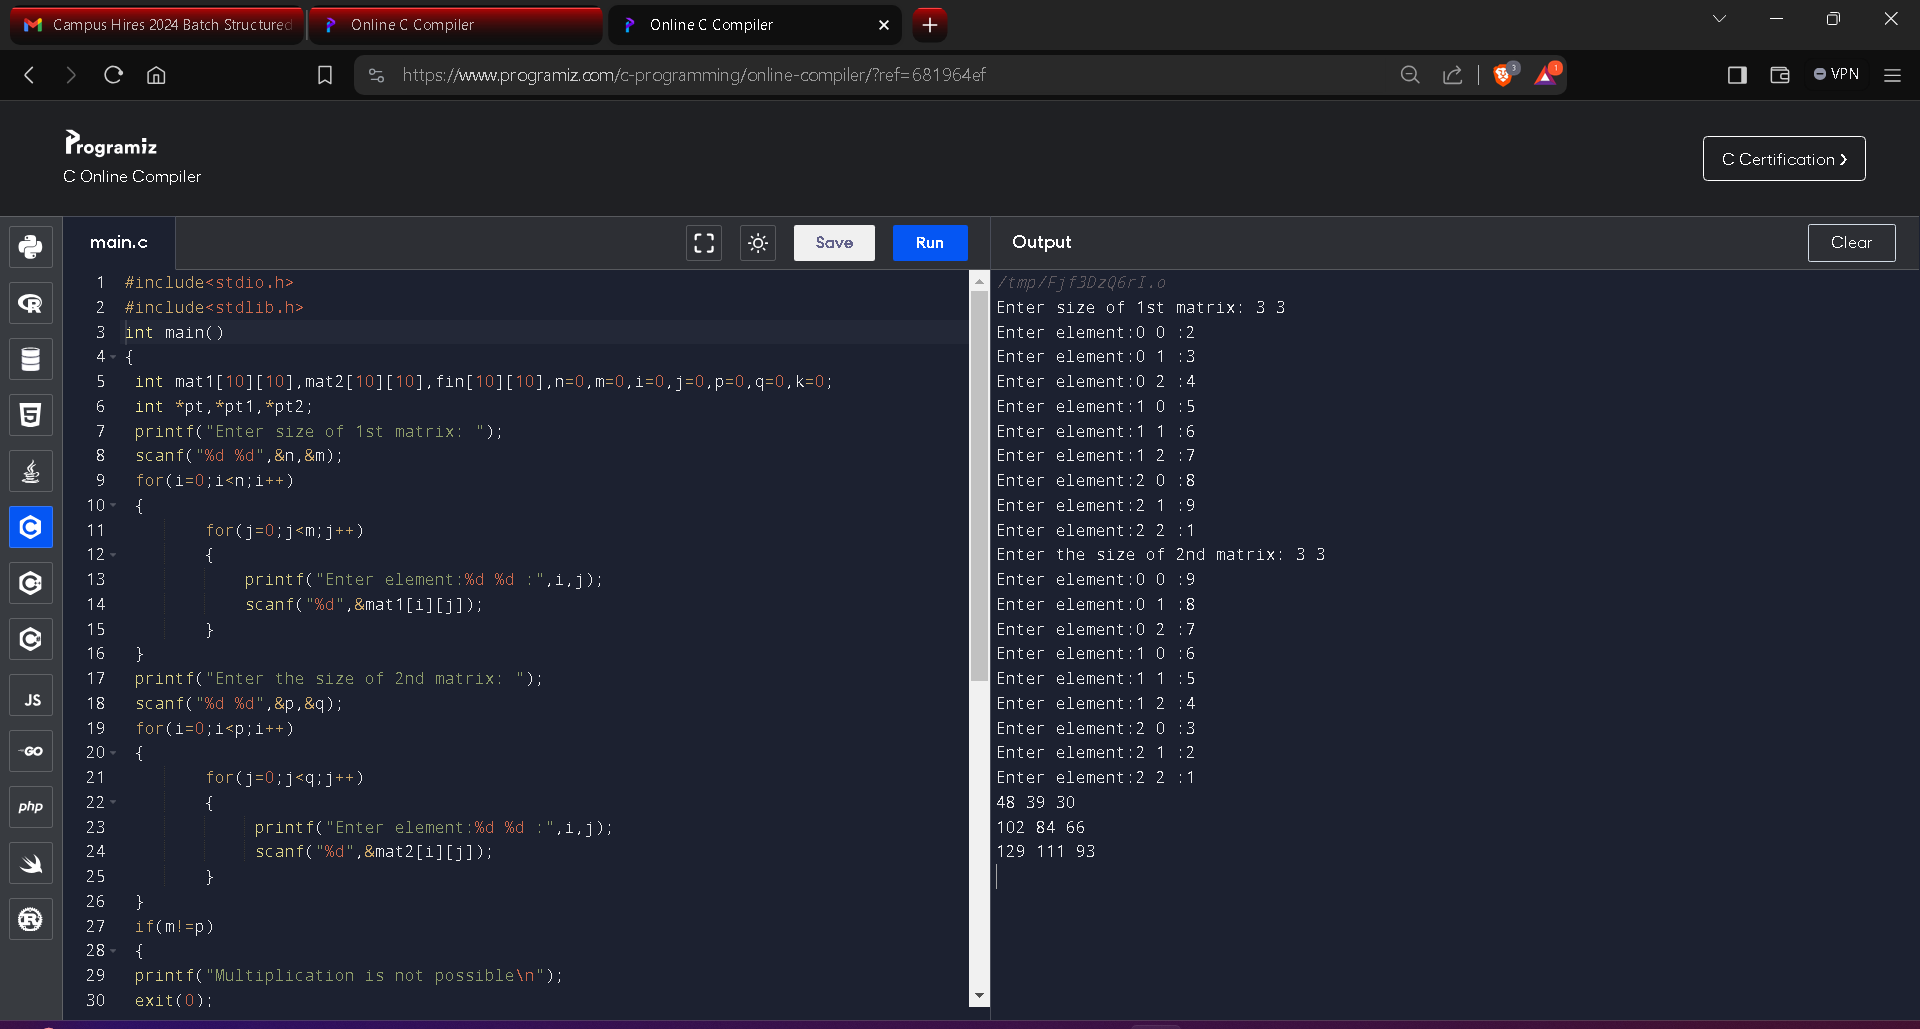 Campus Hires 2024 Batch Structured
Online C Compiler
Online C Compiler
https://www.programiz.com/c-programming/online-compiler/?ref=681964ef
3
1
VPN
Programiz
C Online Compiler
C Certification
main.c
Save
Run
Output
Clear
JS
GO
php
1 #include<stdio.h>
2 #include<stdlib.h>
3 int main()
4 {
5 int mat1[10][10],mat2[10][10],fin[10][10],n=0,m=0,i=0,j=0,p=0,q=0,k=0;
6 int *pt,*pt1,*pt2;
7 printf("Enter size of 1st matrix: ");
8 scanf("%d %d",&n,&m);
9 for(i=0;i<n;i++)
10 {
11 for(j=0;j<m;j++)
12 {
13 printf("Enter element:%d %d :",i,j);
14 scanf("%d",&mat1[i][j]);
15 }
16 }
17 printf("Enter the size of 2nd matrix: ");
18 scanf("%d %d",&p,&q);
19 for(i=0;i<p;i++)
20 {
21 for(j=0;j<q;j++)
22 {
23 printf("Enter element:%d %d :",i,j);
24 scanf("%d",&mat2[i][j]);
25 }
26 }
27 if(m!=p)
28 {
29 printf("Multiplication is not possible\n");
30 exit(0);
/tmp/Fjf3DzQ6rI.o
Enter size of 1st matrix: 3 3
Enter element:0 0 :2
Enter element:0 1 :3
Enter element:0 2 :4
Enter element:1 0 :5
Enter element:1 1 :6
Enter element:1 2 :7
Enter element:2 0 :8
Enter element:2 1 :9
Enter element:2 2 :1
Enter the size of 2nd matrix: 3 3
Enter element:0 0 :9
Enter element:0 1 :8
Enter element:0 2 :7
Enter element:1 0 :6
Enter element:1 1 :5
Enter element:1 2 :4
Enter element:2 0 :3
Enter element:2 1 :2
Enter element:2 2 :1
48 39 30
102 84 66
129 111 93